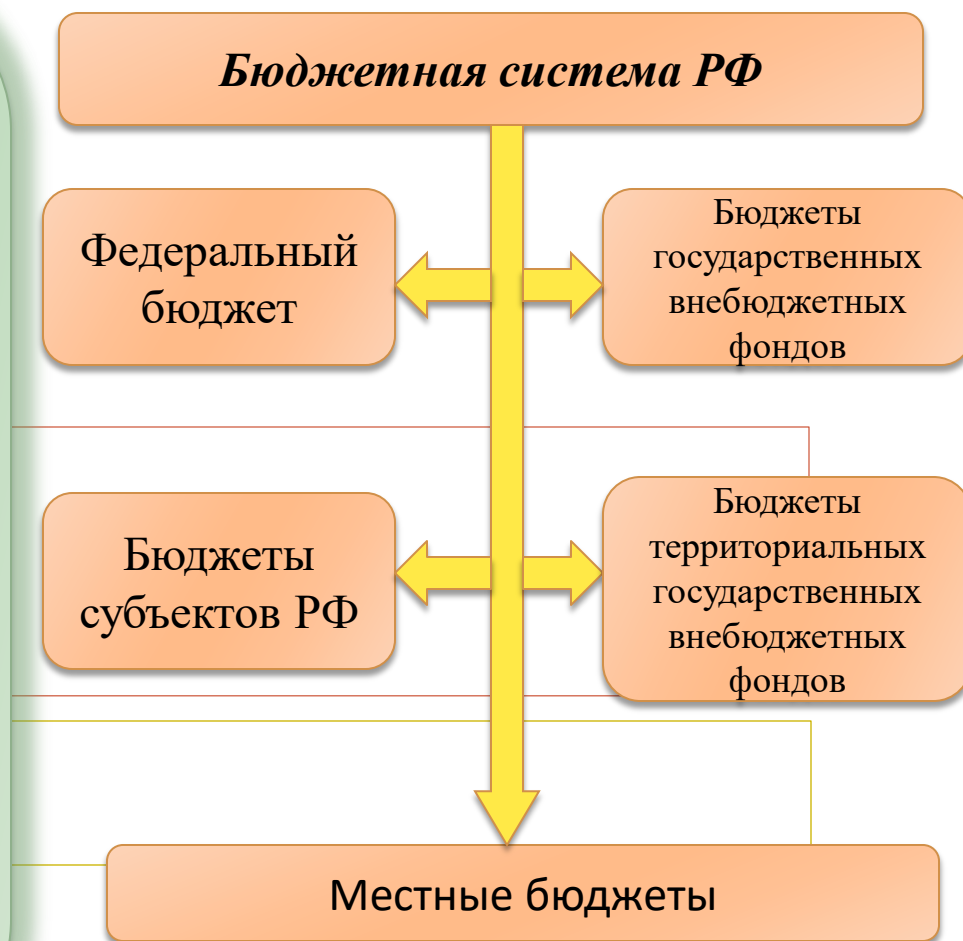 Бюджетная система РФ
Федеральный
бюджет
Бюджеты
государственных
внебюджетных
фондов
Бюджеты
субъектов РФ
Бюджеты
территориальных
государственных
внебюджетных
фондов
Местные бюджеты